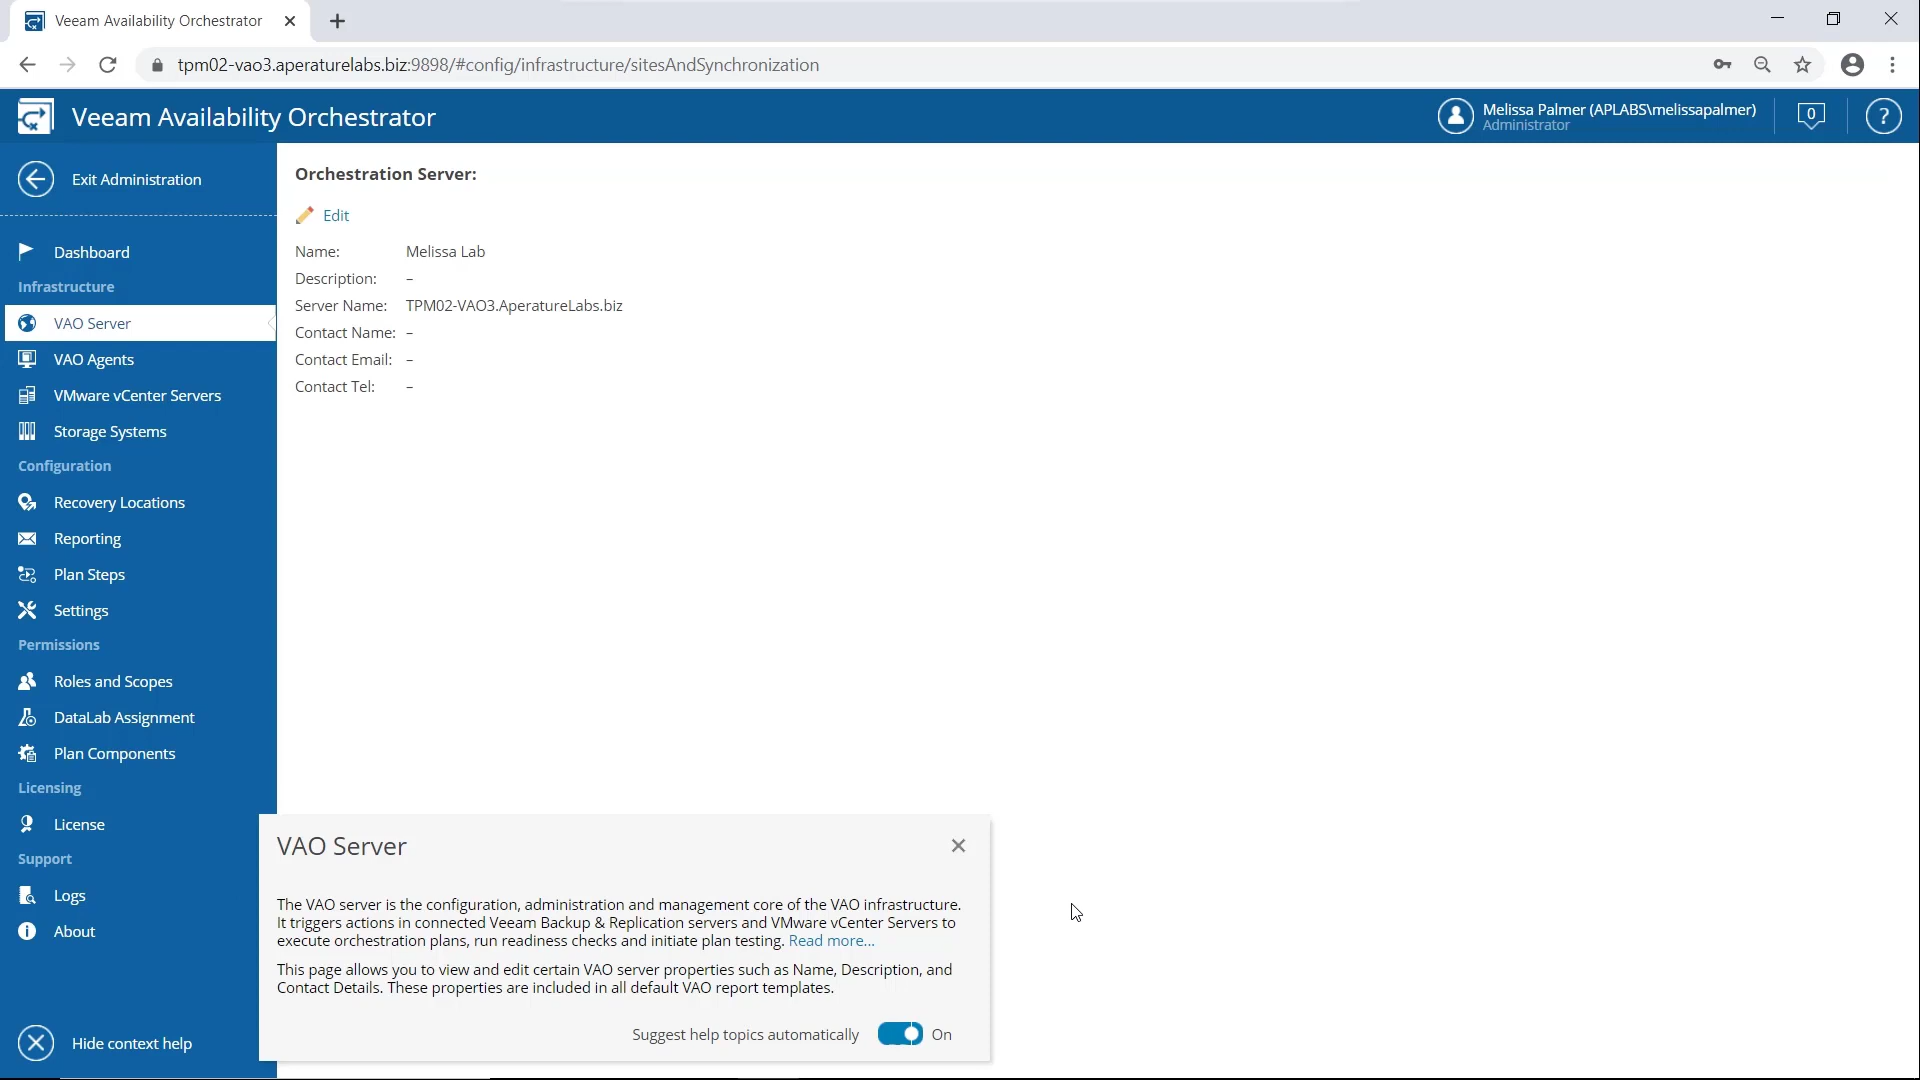 Veeam Availability Orchestrator
tpm02-vao3.aperaturelabs.biz:9898/#config/infrastructure/sitesAndSynchronization
Veeam Availability Orchestrator
Melissa Palmer (APLABS\melissapalmer)
Administrator
0
?
Exit Administration
Dashboard
Infrastructure
VAO Server
VAO Agents
VMware vCenter Servers
Storage Systems
Configuration
Recovery Locations
Reporting
Plan Steps
Settings
Permissions
Roles and Scopes
DataLab Assignment
Plan Components
Licensing
License
Support
Logs
About
Hide context help
Orchestration Server:
Edit
Name: Melissa Lab
Description: –
Server Name: TPM02-VAO3.AperatureLabs.biz
Contact Name: –
Contact Email: –
Contact Tel: –
VAO Server
The VAO server is the configuration, administration and management core of the VAO infrastructure.
It triggers actions in connected Veeam Backup & Replication servers and VMware vCenter Servers to
execute orchestration plans, run readiness checks and initiate plan testing. Read more...
This page allows you to view and edit certain VAO server properties such as Name, Description, and
Contact Details. These properties are included in all default VAO report templates.
Suggest help topics automatically On